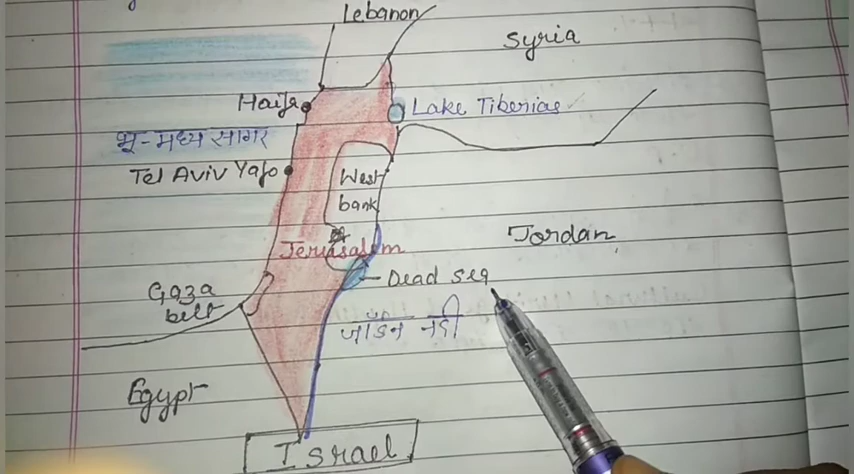 Lebanon
Syria
Haifa
Lake Tiberias
भू-मध्य सागर
Tel Aviv Yafo
West
bank
Jerusalem
Jordan
Dead sea
Gaza
belt
जॉर्डन नदी
Egypt
Israel